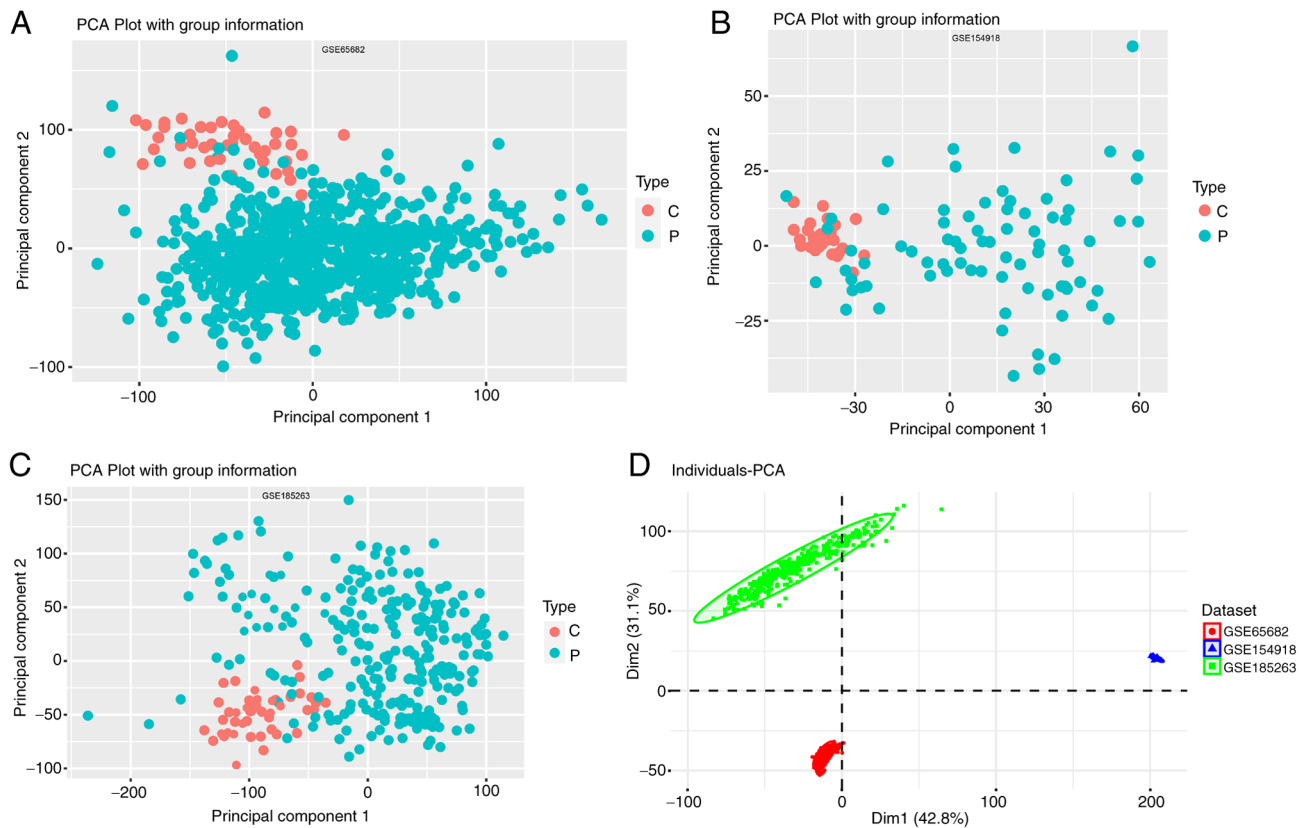 A
PCA Plot with group information
GSE65682
Principal component 2
100
0
−100
−100
0
100
Principal component 1
Type
C
P
B
PCA Plot with group information
GSE154918
Principal component 2
50
25
0
−25
−30
0
30
60
Principal component 1
Type
C
P
C
PCA Plot with group information
GSE185263
Principal component 2
150
100
50
0
−50
−100
−200
−100
0
100
Principal component 1
Type
C
P
D
Individuals-PCA
Dim2 (31.1%)
100
50
0
−50
−100
0
100
200
Dim1 (42.8%)
Dataset
GSE65682
GSE154918
GSE185263